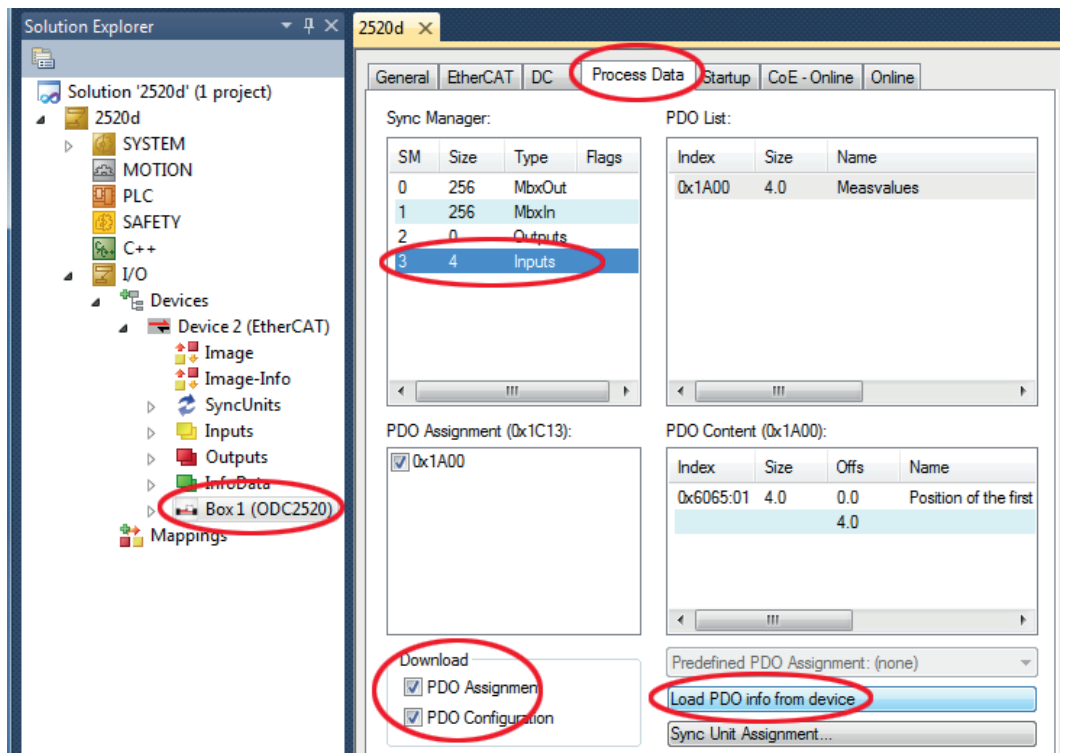 Solution Explorer
Solution '2520d' (1 project)
2520d
SYSTEM
MOTION
PLC
SAFETY
C++
I/O
Devices
Device 2 (EtherCAT)
Image
Image-Info
SyncUnits
Inputs
Outputs
InfoData
Box 1 (ODC2520)
Mappings
2520d
General EtherCAT DC Process Data Startup CoE - Online Online
Sync Manager:
SM Size Type Flags
0 256 MbxOut
1 256 MbxIn
2 0 Outputs
3 4 Inputs
PDO List:
Index Size Name
0x1A00 4.0 Measvalues
PDO Assignment (0x1C13):
0x1A00
PDO Content (0x1A00):
Index Size Offs Name
0x6065:01 4.0 0.0 Position of the first
4.0
Download
PDO Assignment
PDO Configuration
Predefined PDO Assignment: (none)
Load PDO info from device
Sync Unit Assignment...